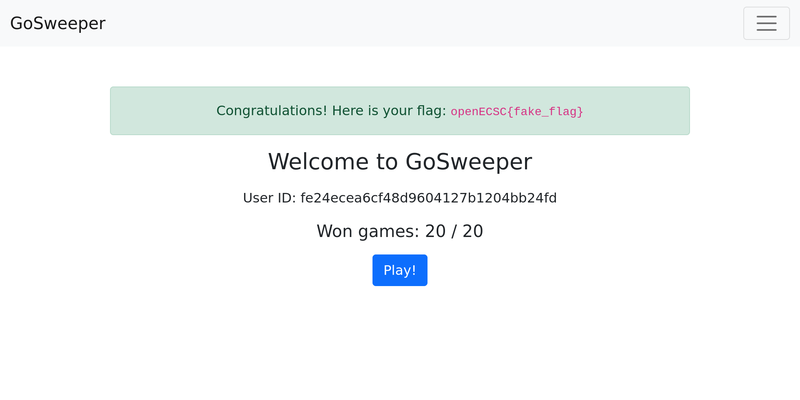 GoSweeper
Congratulations! Here is your flag: openECSC{fake_flag}
Welcome to GoSweeper
User ID: fe24ecea6cf48d9604127b1204bb24fd
Won games: 20 / 20
Play!